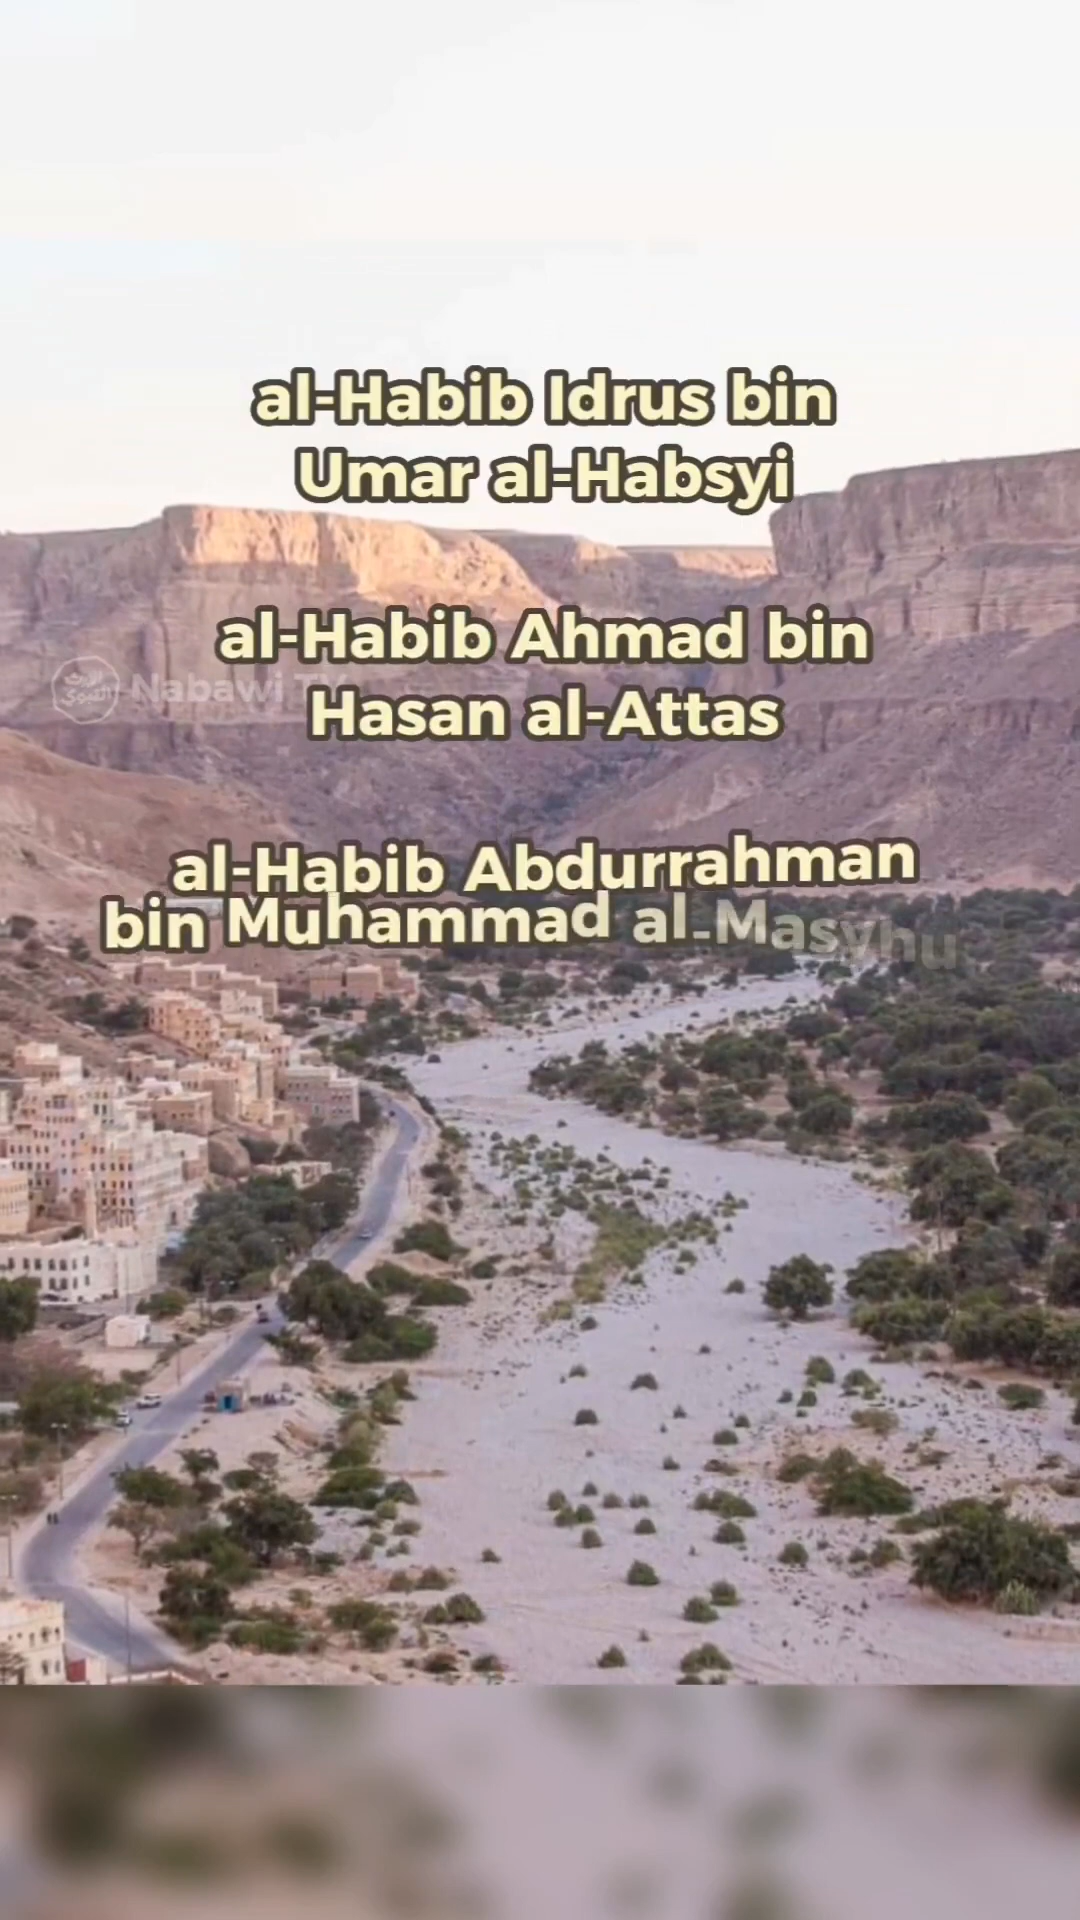 al-Habib Idrus bin
Umar al-Habsyi
al-Habib Ahmad bin
Hasan al-Attas
Nabawi TV
al-Habib Abdurrahman
bin Muhammad al-Masyhu